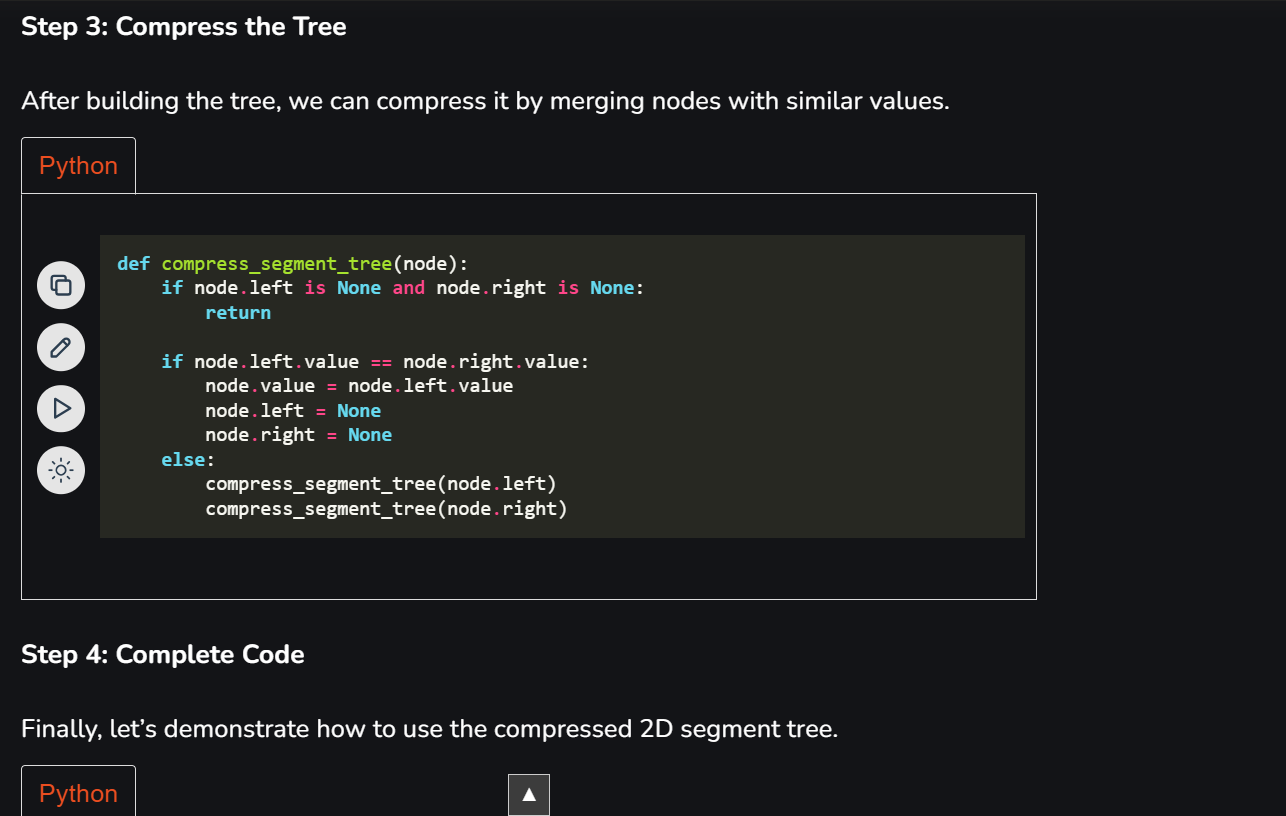 Step 3: Compress the Tree
After building the tree, we can compress it by merging nodes with similar values.
Python
def compress_segment_tree(node):
    if node.left is None and node.right is None:
        return

    if node.left.value == node.right.value:
        node.value = node.left.value
        node.left = None
        node.right = None
    else:
        compress_segment_tree(node.left)
        compress_segment_tree(node.right)
Step 4: Complete Code
Finally, let’s demonstrate how to use the compressed 2D segment tree.
Python